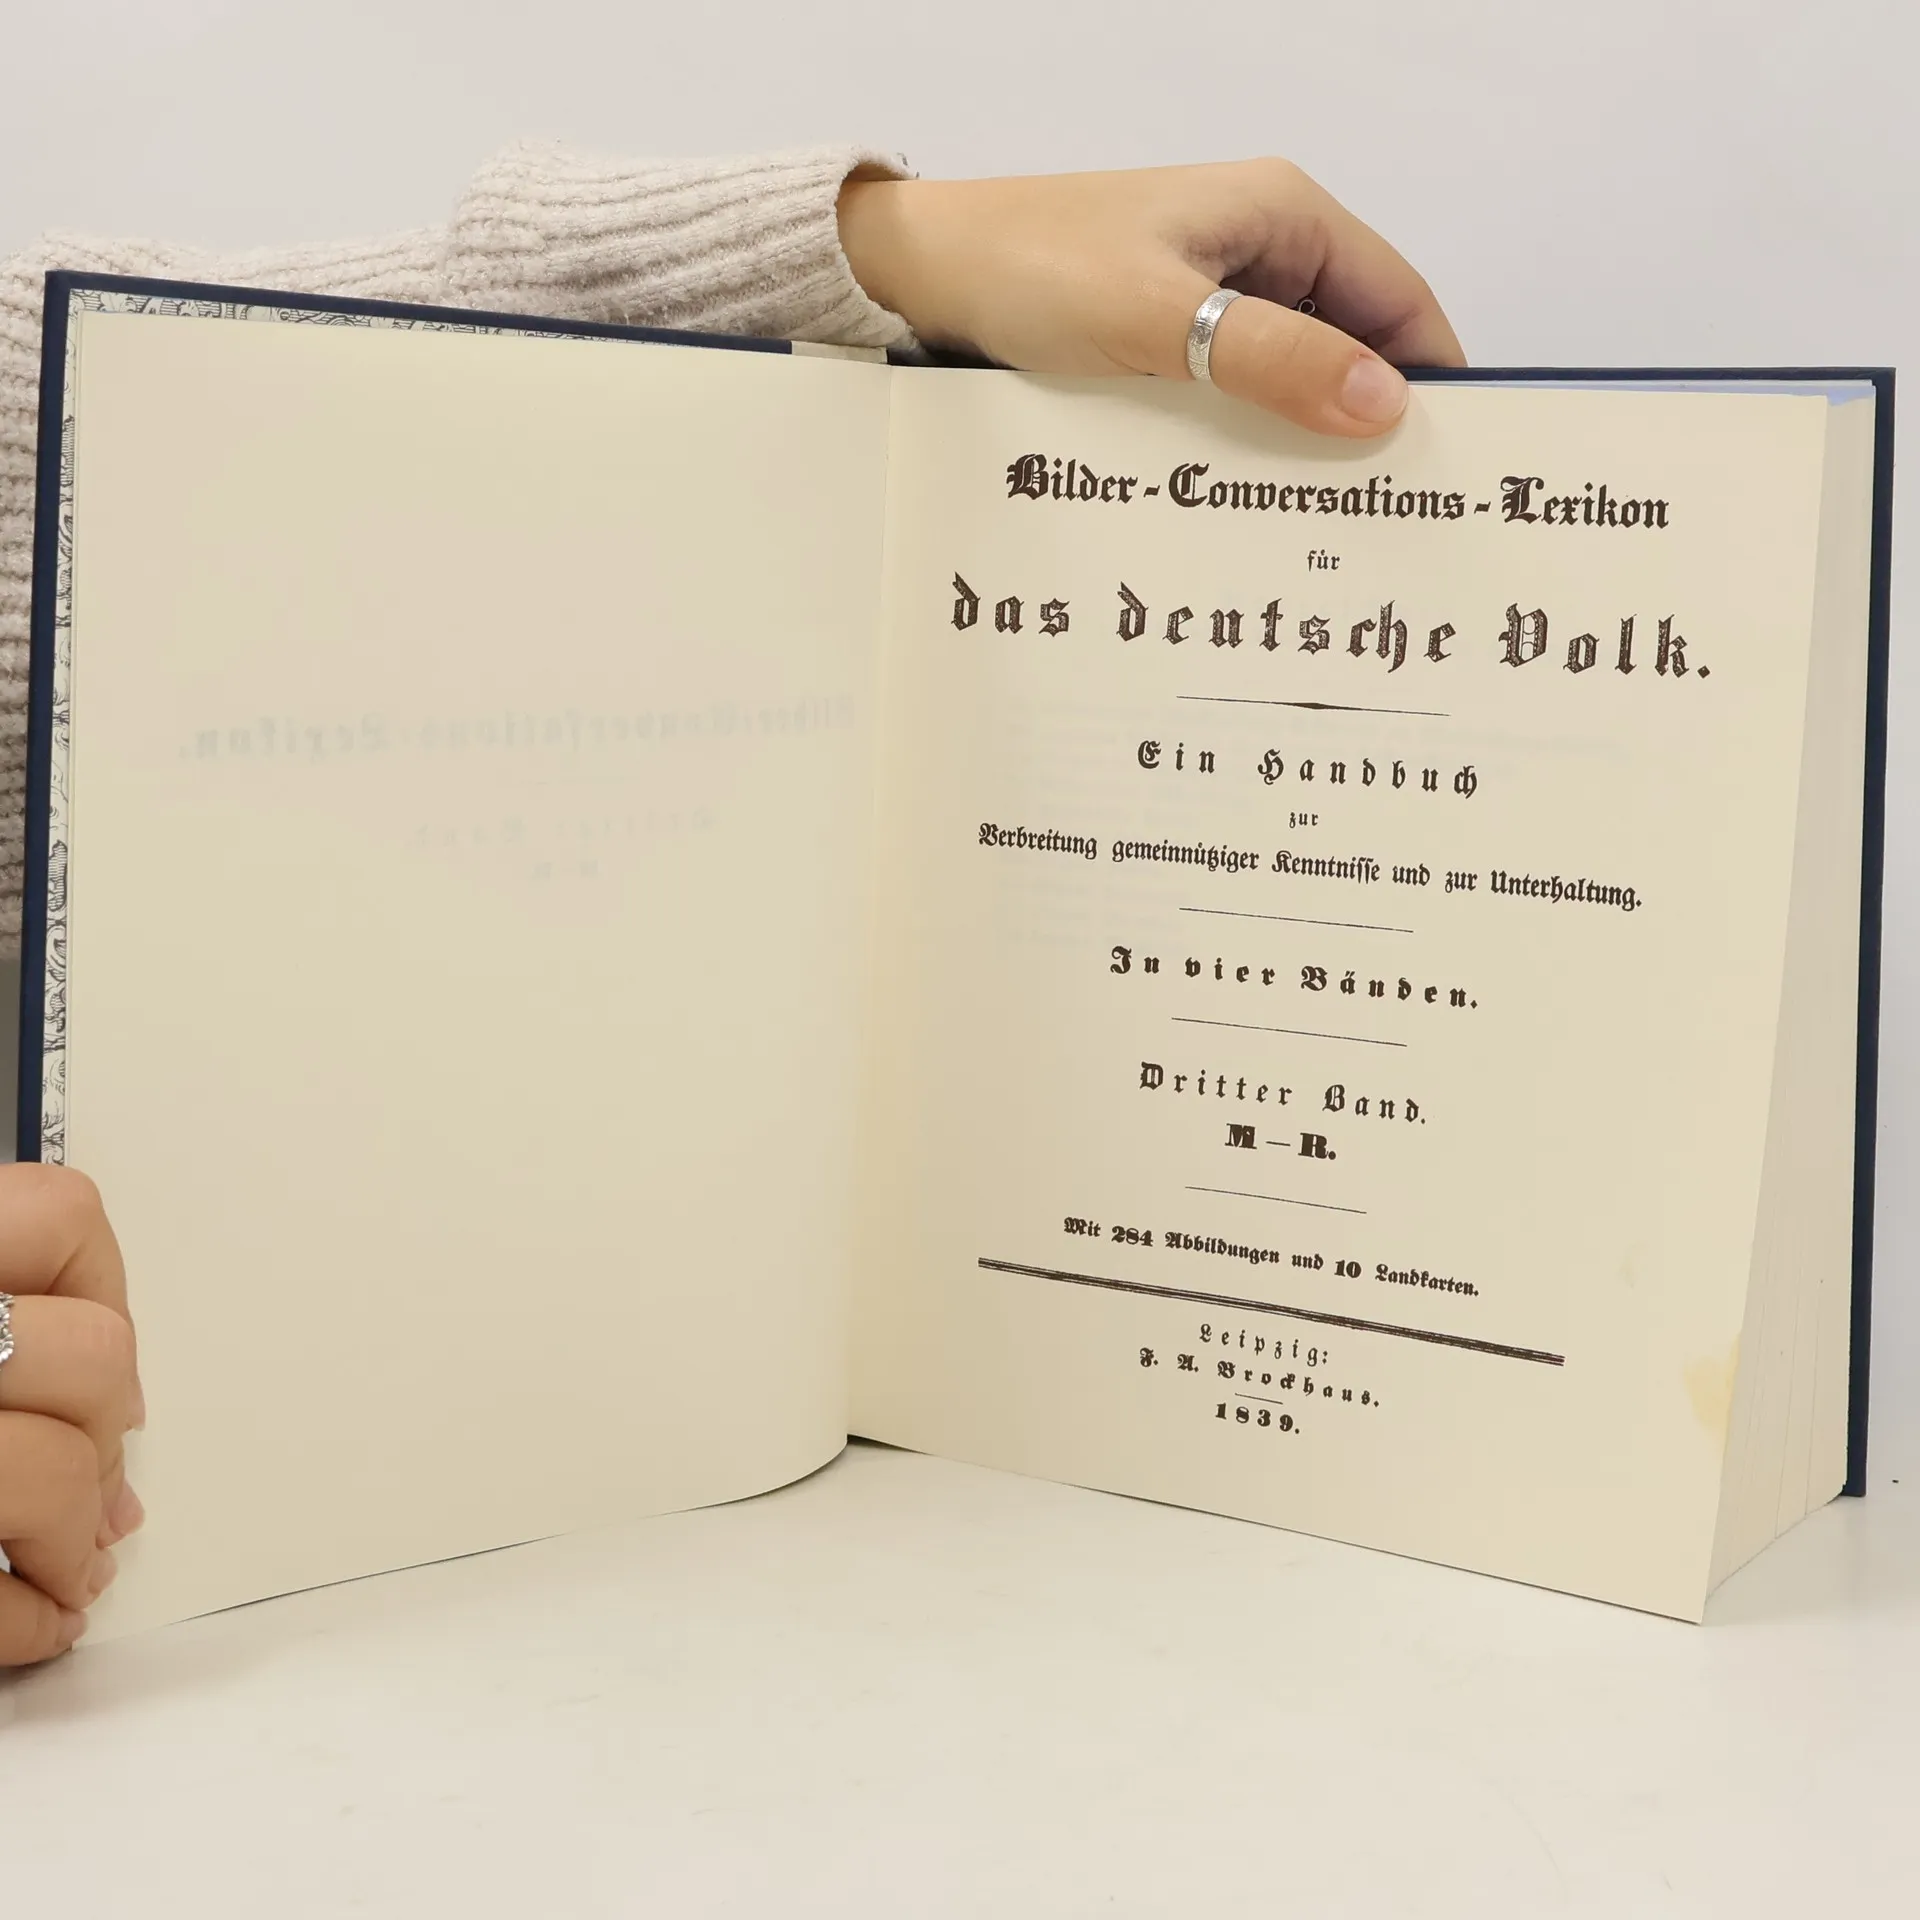 Bilder-Conversations-Lexikon
für
das deutsche Volk.
Ein Handbuch
zur
Verbreitung gemeinnütziger Kenntnisse und zur Unterhaltung.
In vier Bänden.
Dritter Band.
M—R.
Mit 284 Abbildungen und 10 Landkarten.
Leipzig:
F. A. Brockhaus.
1839.